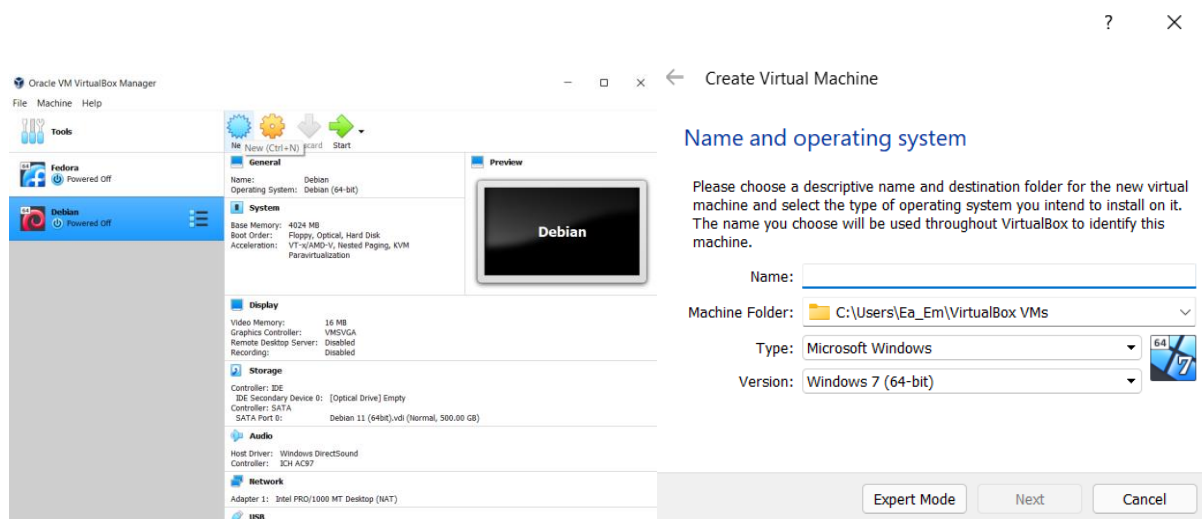 Oracle VM VirtualBox Manager
File Machine Help
Tools
New (Ctrl+N)
Start
64
Fedora
Powered Off
64
Debian
Powered Off
General
Name: Debian
Operating System: Debian (64-bit)
System
Base Memory: 4024 MB
Boot Order: Floppy, Optical, Hard Disk
Acceleration: VT-x/AMD-V, Nested Paging, KVM
Paravirtualization
Preview
Debian
Display
Video Memory: 16 MB
Graphics Controller: VMSVGA
Remote Desktop Server: Disabled
Recording: Disabled
Storage
Controller: IDE
IDE Secondary Device 0: [Optical Drive] Empty
Controller: SATA
SATA Port 0: Debian 11 (64bit).vdi (Normal, 500.00 GB)
Audio
Host Driver: Windows DirectSound
Controller: ICH AC97
Network
Adapter 1: Intel PRO/1000 MT Desktop (NAT)
USB
?
Create Virtual Machine
Name and operating system
Please choose a descriptive name and destination folder for the new virtual
machine and select the type of operating system you intend to install on it.
The name you choose will be used throughout VirtualBox to identify this
machine.
Name:
Machine Folder: C:\Users\Ea_Em\VirtualBox VMs
Type: Microsoft Windows
64
7
Version: Windows 7 (64-bit)
Expert Mode Next Cancel